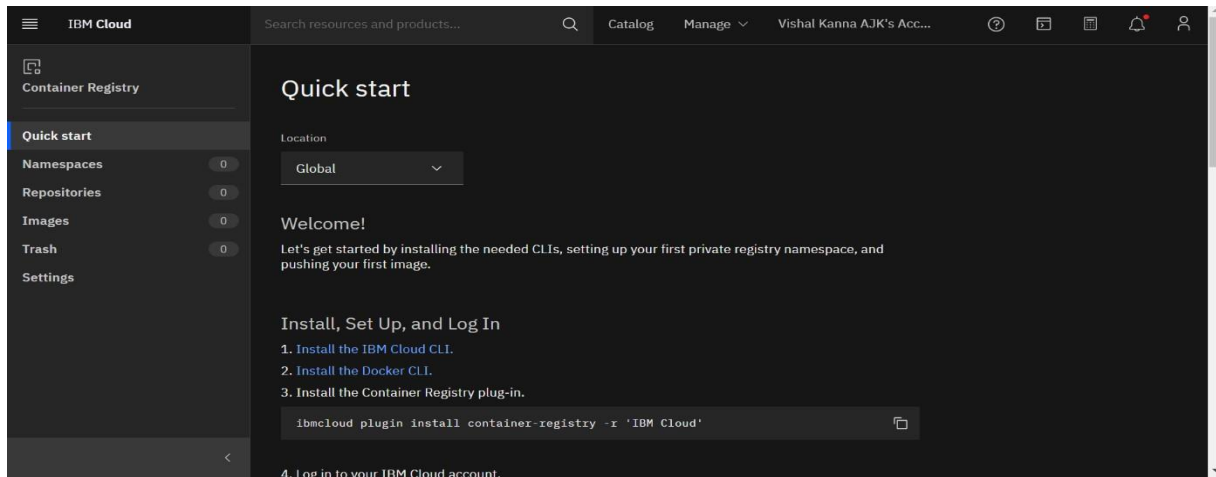 IBM Cloud
Search resources and products...
Catalog
Manage
Vishal Kanna AJK's Acc...
Container Registry
Quick start
Namespaces 0
Repositories 0
Images 0
Trash 0
Settings
Quick start
Location
Global
Welcome!
Let's get started by installing the needed CLIs, setting up your first private registry namespace, and
pushing your first image.
Install, Set Up, and Log In
1. Install the IBM Cloud CLI.
2. Install the Docker CLI.
3. Install the Container Registry plug-in.
ibmcloud plugin install container-registry -r 'IBM Cloud'
4. Log in to your IBM Cloud account.